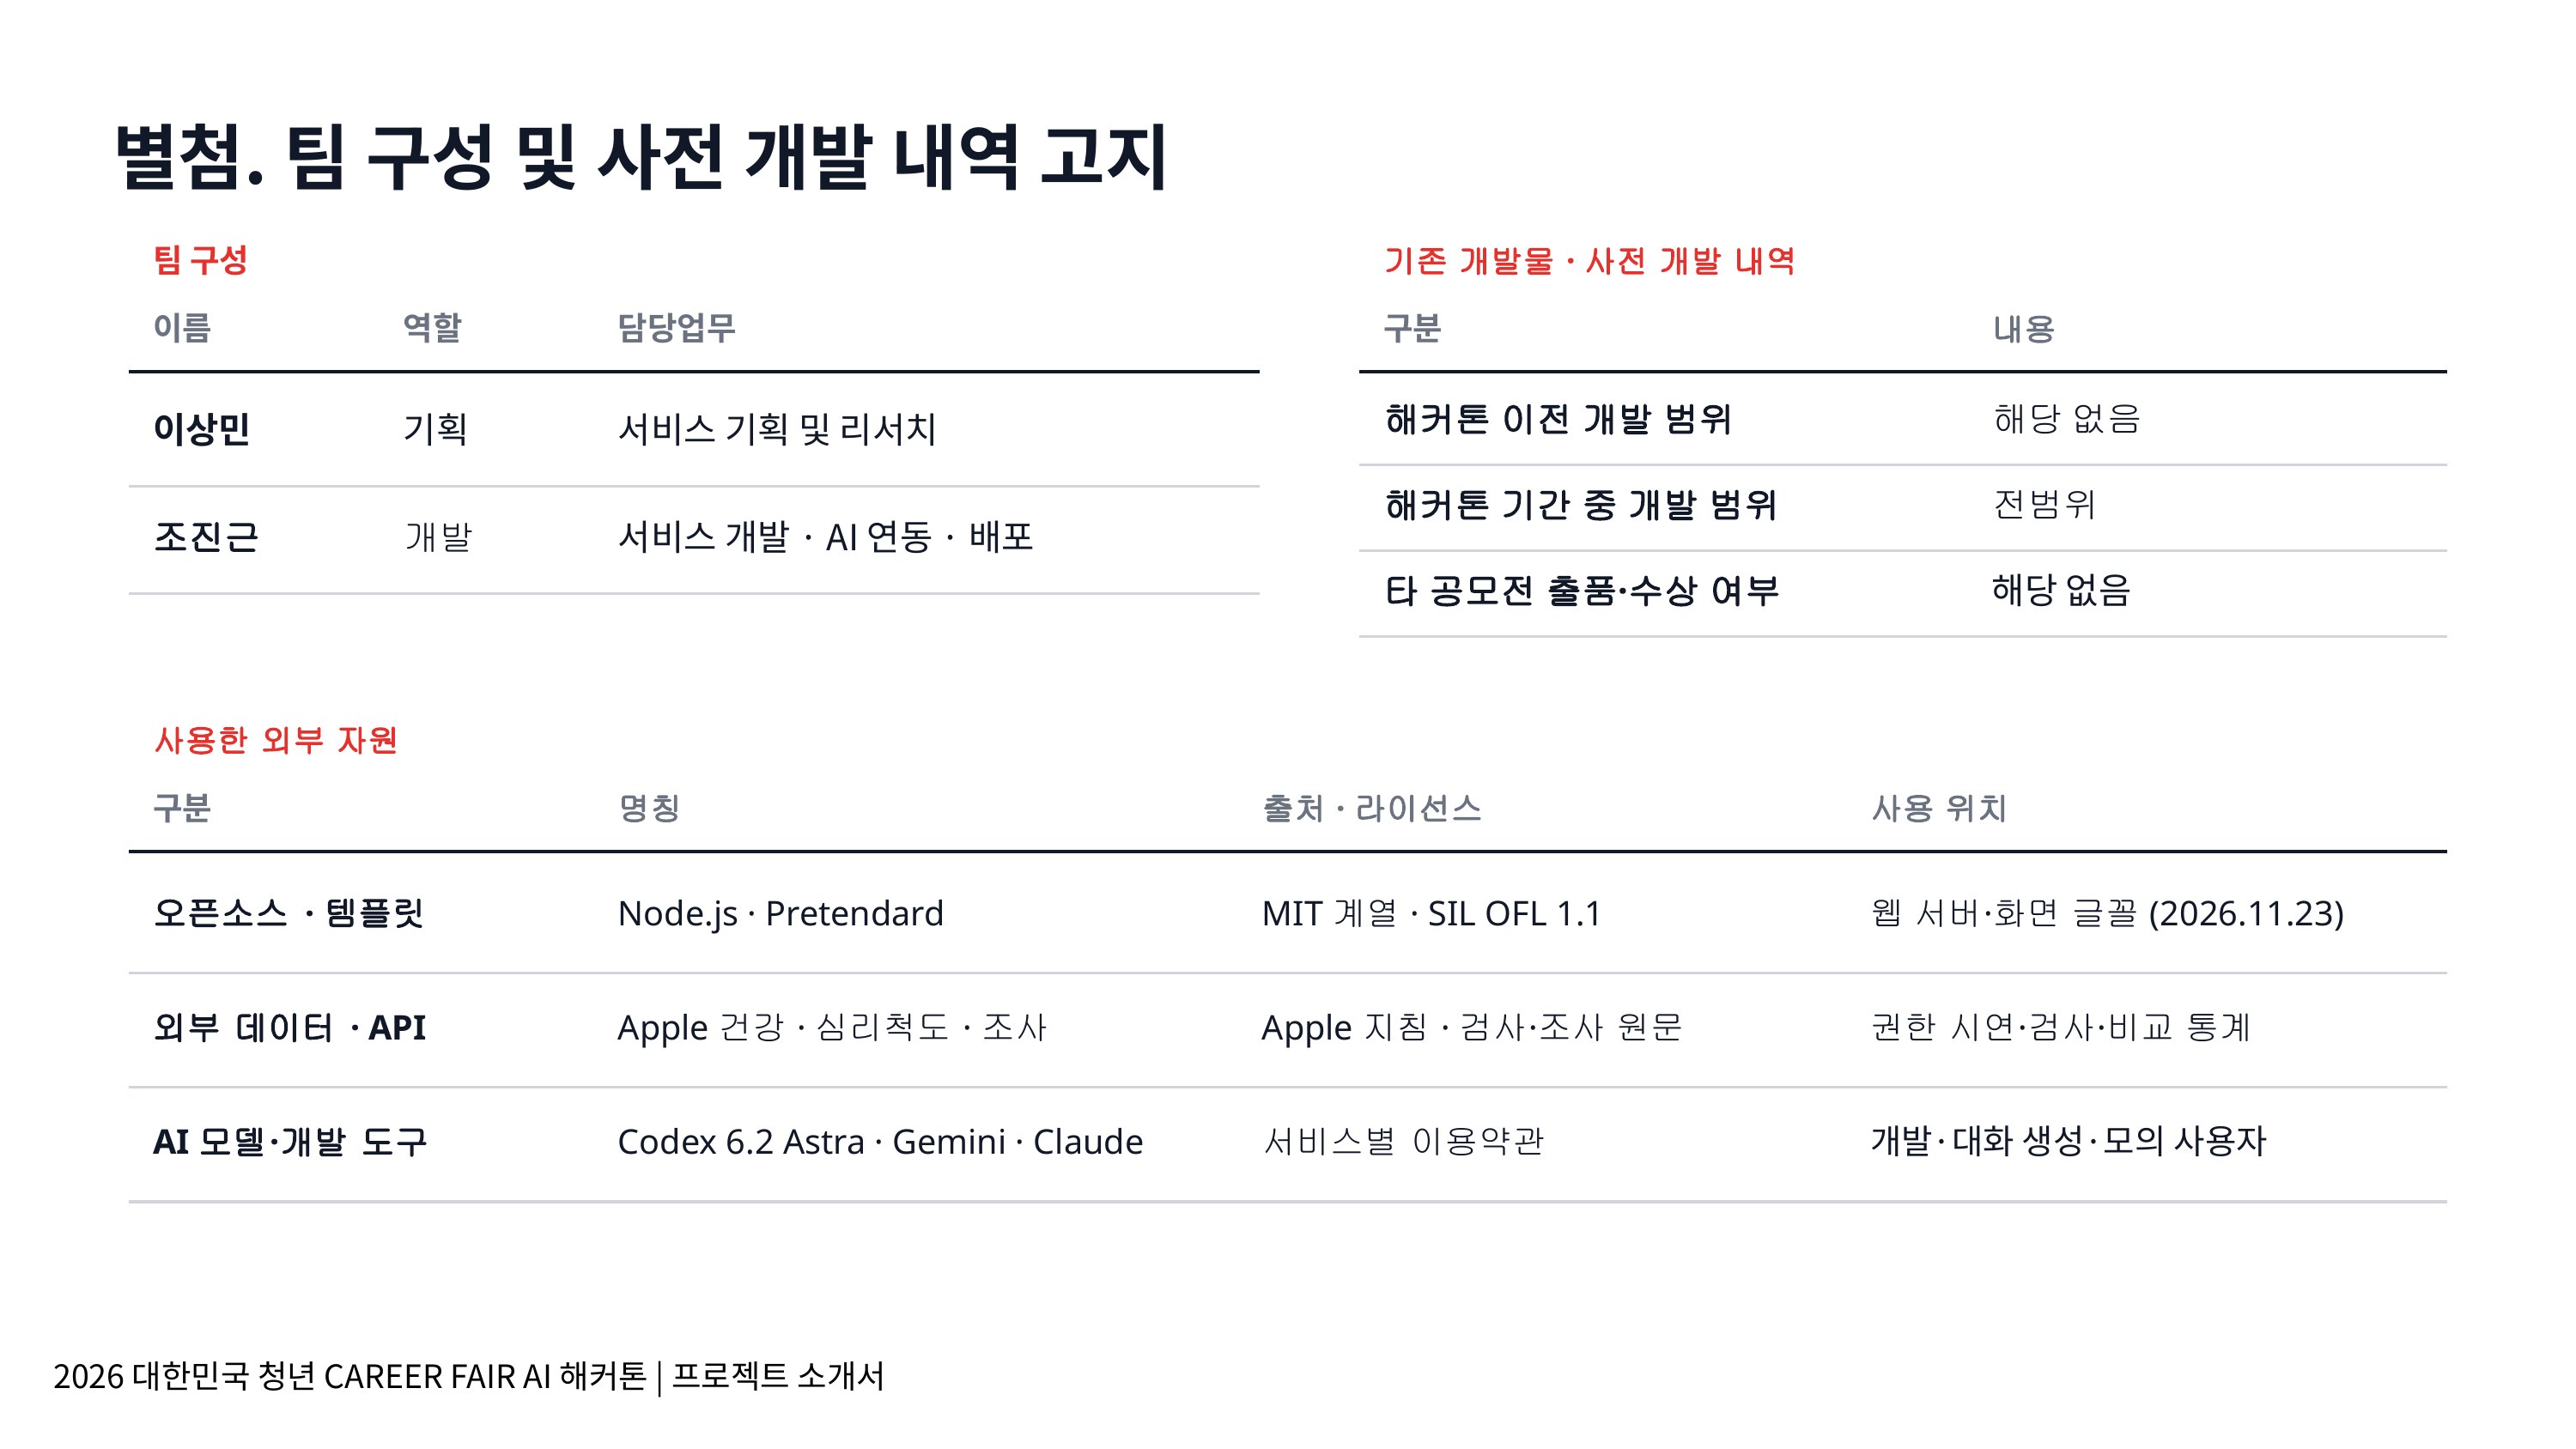 별첨. 팀 구성 및 사전 개발 내역 고지
팀 구성
이름 역할 담당업무
이상민 기획 서비스 기획 및 리서치
조진근 개발 서비스 개발 · AI 연동 · 배포
기존 개발물 · 사전 개발 내역
구분 내용
해커톤 이전 개발 범위 해당 없음
해커톤 기간 중 개발 범위 전범위
타 공모전 출품·수상 여부 해당 없음
사용한 외부 자원
구분 명칭 출처 · 라이선스 사용 위치
오픈소스 · 템플릿 Node.js · Pretendard MIT 계열 · SIL OFL 1.1 웹 서버·화면 글꼴 (2026.11.23)
외부 데이터 · API Apple 건강 · 심리척도 · 조사 Apple 지침 · 검사·조사 원문 권한 시연·검사·비교 통계
AI 모델·개발 도구 Codex 6.2 Astra · Gemini · Claude 서비스별 이용약관 개발·대화 생성·모의 사용자
2026 대한민국 청년 CAREER FAIR AI 해커톤 | 프로젝트 소개서